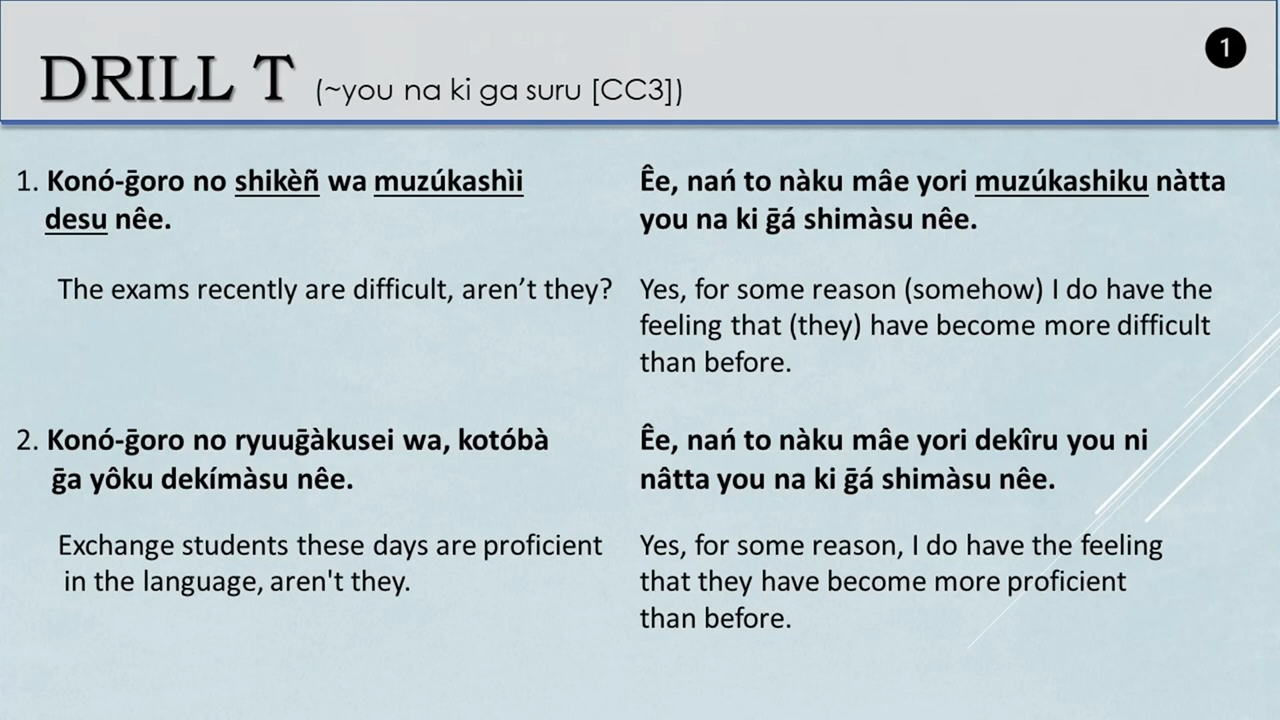 DRILL T (~you na ki ga suru [CC3])
1
1. Konó-ḡoro no shikèñ wa muzúkashìi
desu nêe.
The exams recently are difficult, aren’t they?
Êe, nań to nàku mâe yori muzúkashiku nàtta
you na ki ḡá shimàsu nêe.
Yes, for some reason (somehow) I do have the
feeling that (they) have become more difficult
than before.
2. Konó-ḡoro no ryuuḡàkusei wa, kotóbà
ḡa yôku dekímàsu nêe.
Exchange students these days are proficient
in the language, aren't they.
Êe, nań to nàku mâe yori dekîru you ni
nâtta you na ki ḡá shimàsu nêe.
Yes, for some reason, I do have the feeling
that they have become more proficient
than before.